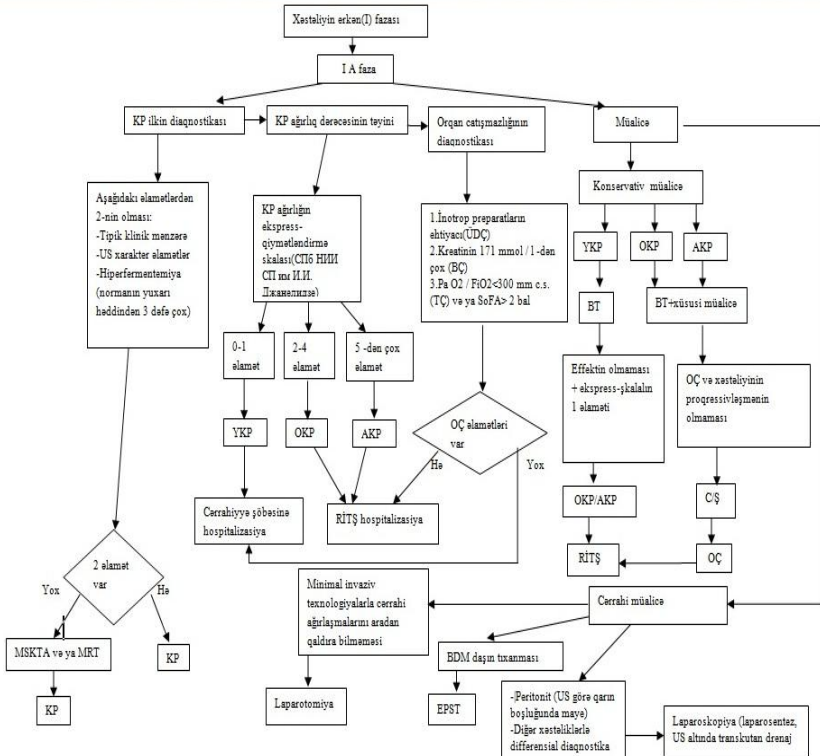 Xəstəliyin erkən(I) fazası
I A faza
KP ilkin diaqnostikası
KP ağırlıq dərəcəsinin təyini
Orqan catışmazlığının
diaqnostikası
Müalicə
Aşağıdakı əlamətlərdən
2-nin olması:
-Tipik klinik mənzərə
-US xarakter əlamətlər
-Hiperfermentemiya
(normanın yuxarı
həddindən 3 dəfə çox)
KP ağırlığın
ekspress-
qiymətləndirmə
skalası(СПб НИИ
СП им И.И.
Джанелидзе)
1.İnotrop preparatların
ehtiyacı(ÜDÇ)
2.Kreatinin 171 mmol / l -dən
çox (BÇ)
3.Pa O2 / FiO2<300 mm c.s.
(TÇ) və ya SoFA> 2 bal
Konservativ müalicə
YKP
OKP
AKP
BT
BT+xüsusi müalicə
0-1
əlamət
2-4
əlamət
5 -dən çox
əlamət
YKP
OKP
AKP
OÇ əlamətləri
var
Hə
Yox
Effektin olmaması
+ ekspress-şkalalın
1 əlaməti
OÇ və xəstəliyinin
proqressivləşmənin
olmaması
Cərrahiyyə şöbəsinə
hospitalizasiya
RİTŞ hospitalizasiya
OKP/AKP
C/Ş
RİTŞ
OÇ
2 əlamət
var
Yox
Hə
MSKTA və ya MRT
KP
KP
Minimal invaziv
texnologiyalarla cərrahi
ağırlaşmalarını aradan
qaldıra bilməməsi
Cərrahi müalicə
BDM daşın tıxanması
Laparotomiya
EPST
-Peritonit (US görə qarın
boşluğunda maye)
-Diğər xəstəliklərlə
differensial diaqnostika
Laparoskopiya (laparosentez,
US altında transkutan drenaj